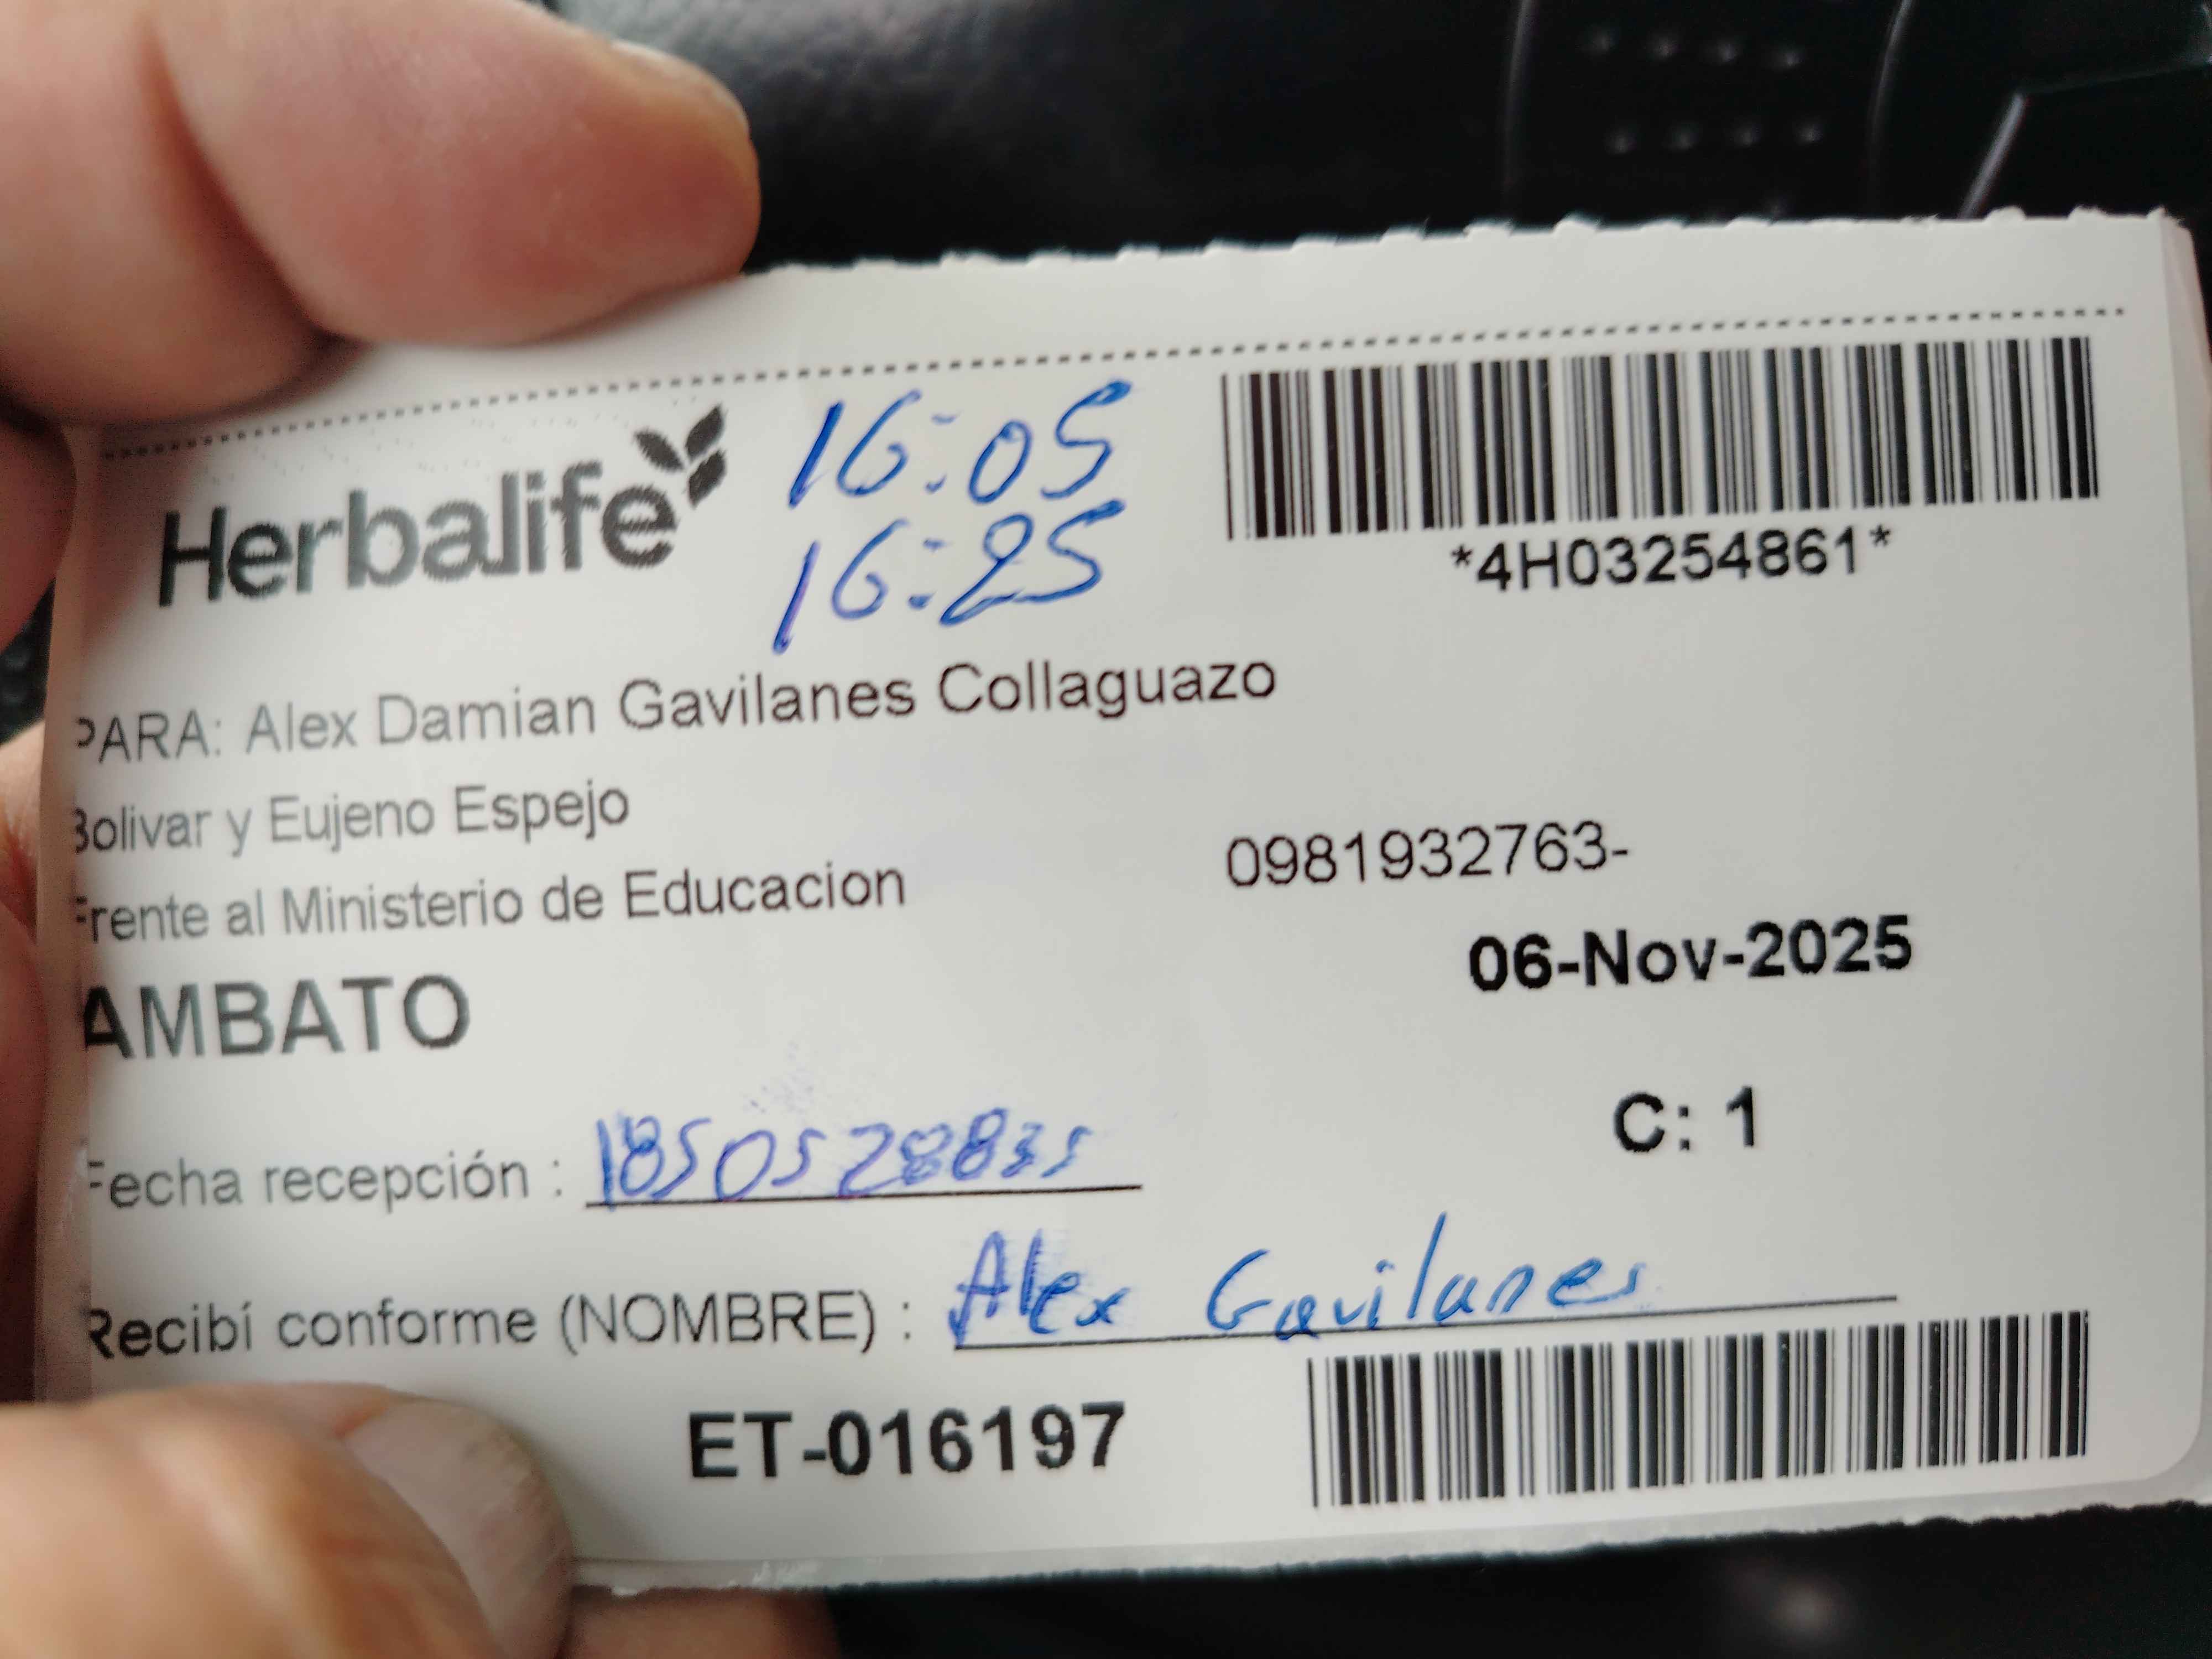 Herbalife
16:05
16:25
*4H03254861*
PARA: Alex Damian Gavilanes Collaguazo
Bolivar y Eujeno Espejo
0981932763-
Frente al Ministerio de Educacion
06-Nov-2025
AMBATO
C: 1
Fecha recepción : 1850528835
Recibí conforme (NOMBRE) : Alex Gavilanes
ET-016197